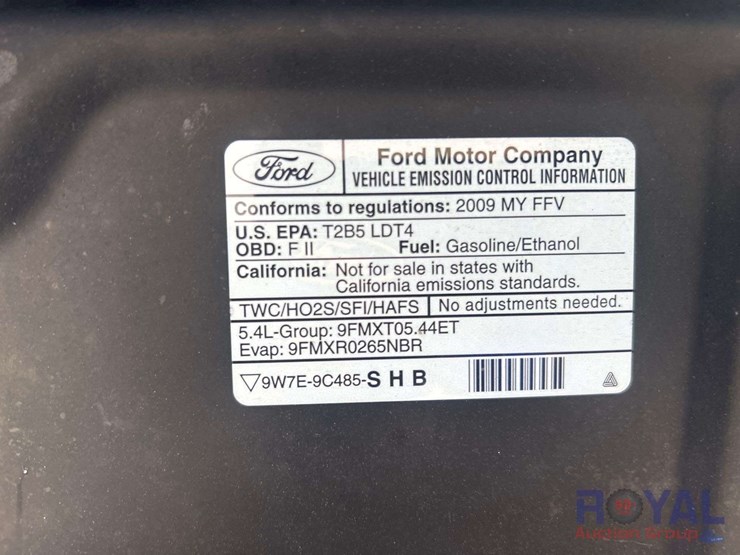 Ford
Ford Motor Company
VEHICLE EMISSION CONTROL INFORMATION
Conforms to regulations: 2009 MY FFV
U.S. EPA: T2B5 LDT4
OBD: F II Fuel: Gasoline/Ethanol
California: Not for sale in states with
California emissions standards.
TWC/HO2S/SFI/HAFS No adjustments needed.
5.4L-Group: 9FMXT05.44ET
Evap: 9FMXR0265NBR
▽9W7E-9C485-S H B
ROYAL
Auction Group